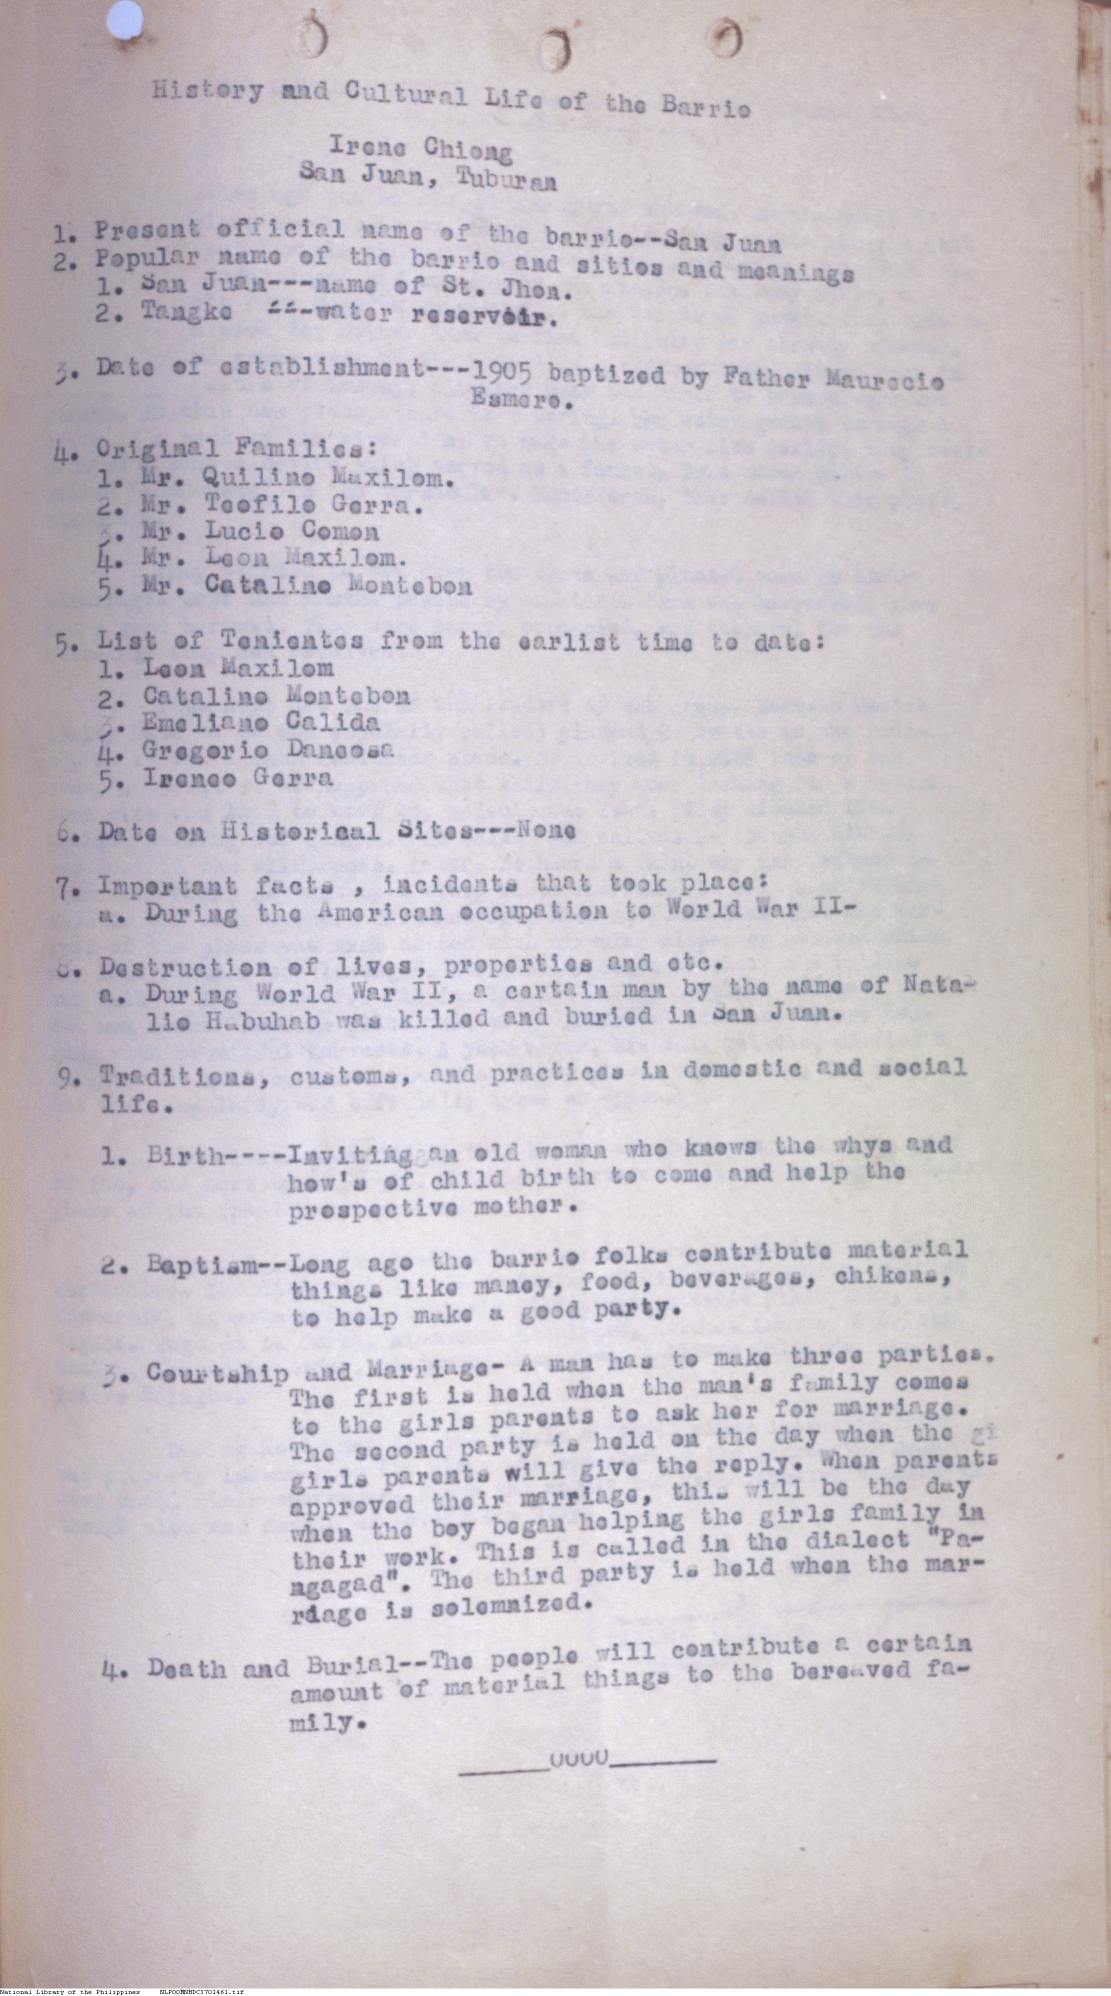 History and Cultural Life of the Barrio
Irene Chiong
San Juan, Tuburan
1. Present official name of the barrio--San Juan
2. Popular name of the barrio and sitios and meanings
1. San Juan---name of St. Jhon.
2. Tangke ---water reservoir.
3. Date of establishment---1905 baptized by Father Maurecio
Esmero.
4. Original Families:
1. Mr. Quilino Maxilom.
2. Mr. Teofilo Gerra.
3. Mr. Lucio Comon
4. Mr. Leon Maxilom.
5. Mr. Catalino Montebon
5. List of Tenientes from the earlist time to date:
1. Leon Maxilom
2. Catalino Montebon
3. Emeliano Calida
4. Gregorio Dancosa
5. Ireneo Gerra
6. Date on Historical Sites---None
7. Important facts , incidents that took place:
a. During the American occupation to World War II-
8. Destruction of lives, properties and etc.
a. During World War II, a certain man by the name of Nata-
lio Habuhab was killed and buried in San Juan.
9. Traditions, customs, and practices in domestic and social
life.
1. Birth----Inviting an old woman who knows the whys and
how's of child birth to come and help the
prospective mother.
2. Baptism--Long ago the barrio folks contribute material
things like maney, food, beverages, chikens,
to help make a good party.
3. Courtship and Marriage- A man has to make three parties.
The first is held when the man's family comes
to the girls parents to ask her for marriage.
The second party is held on the day when the gi
girls parents will give the reply. When parents
approved their marriage, this will be the day
when the boy began helping the girls family in
their work. This is called in the dialect "Pa-
ngagad". The third party is held when the mar-
riage is solemnized.
4. Death and Burial--The people will contribute a certain
amount of material things to the bereaved fa-
mily.
______oooo_______
National Library of the Philippines NLPOOMNHDC3701461.tif